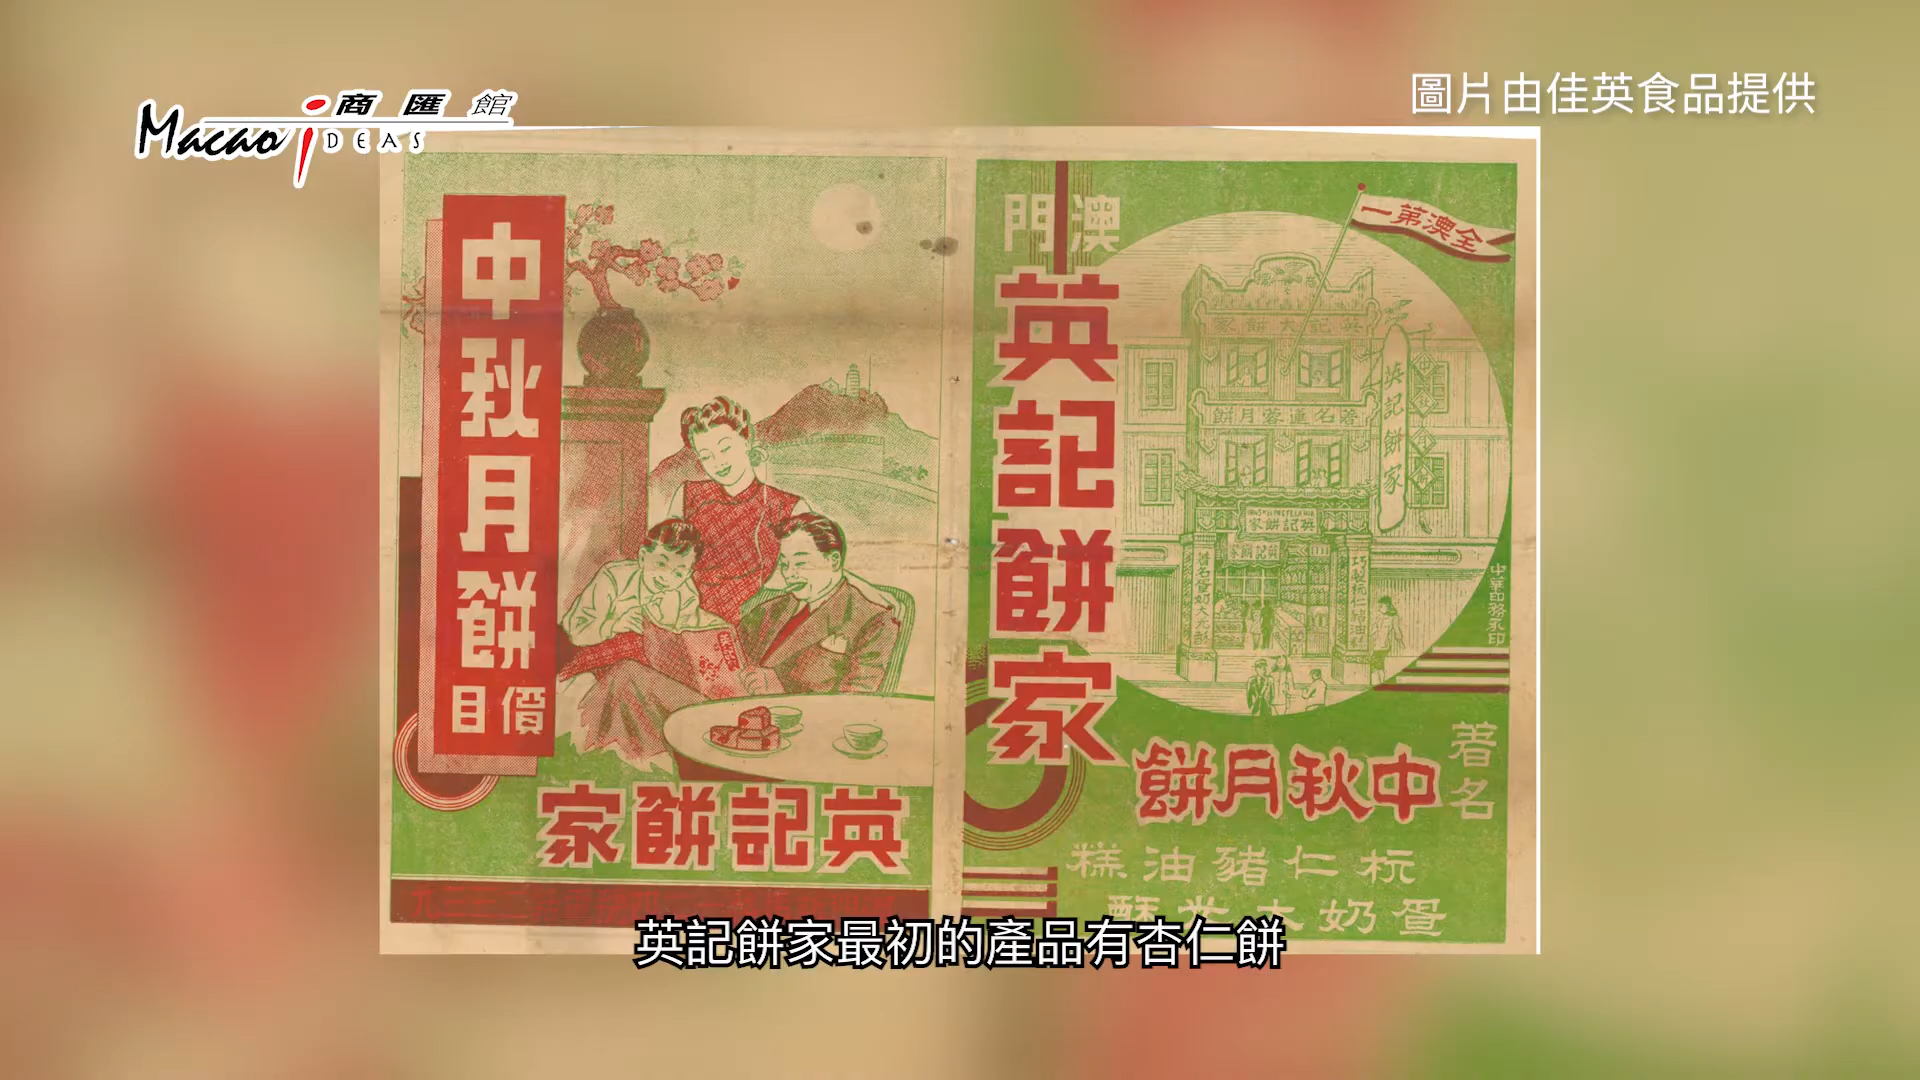 商匯館
Macao iDEAS
圖片由佳英食品提供
中秋月餅
價目
英記餅家
澳門
英記餅家
全澳第一
英記大餅家
著名蓮蓉月餅
英記餅家
英記餅家
中華印務承印
著名
中秋月餅
杬仁豬油糕
蛋奶大光酥
英記餅家最初的產品有杏仁餅